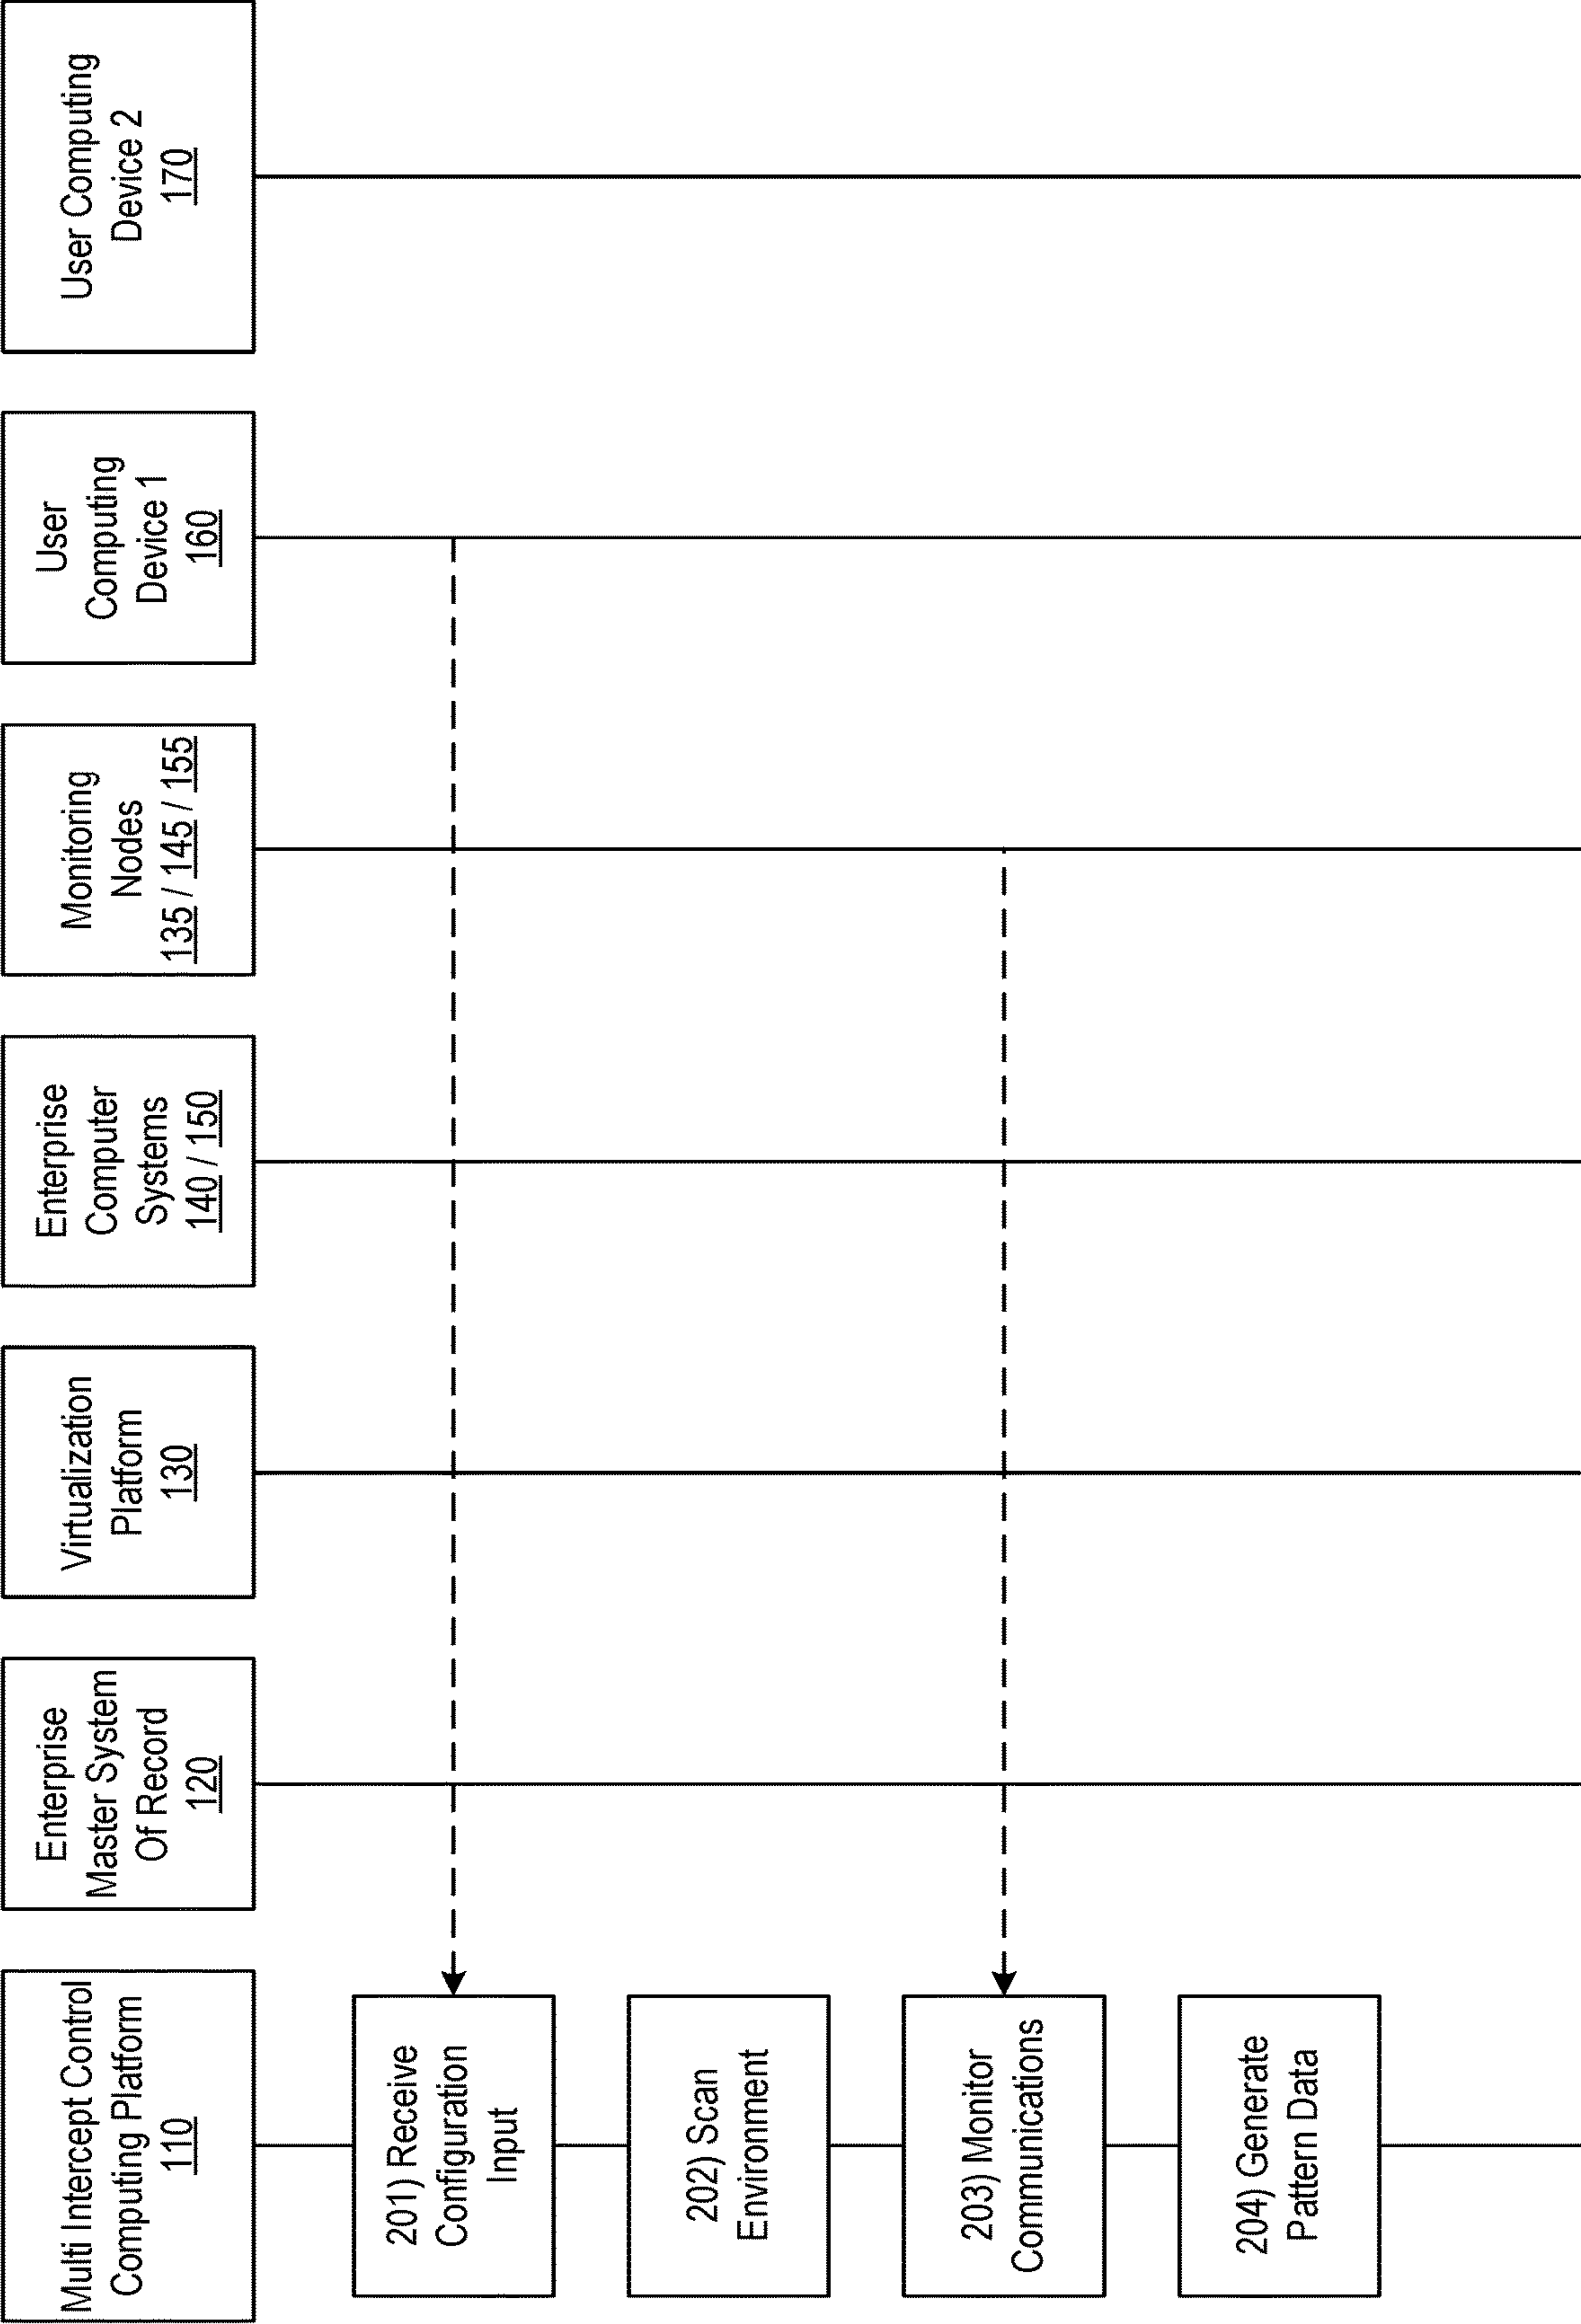 Multi Intercept Control
Computing Platform
110
Enterprise
Master System
Of Record
120
Virtualization
Platform
130
Enterprise
Computer
Systems
140 / 150
Monitoring
Nodes
135 / 145 / 155
User
Computing
Device 1
160
User Computing
Device 2
170
201) Receive
Configuration
Input
202) Scan
Environment
203) Monitor
Communications
204) Generate
Pattern Data